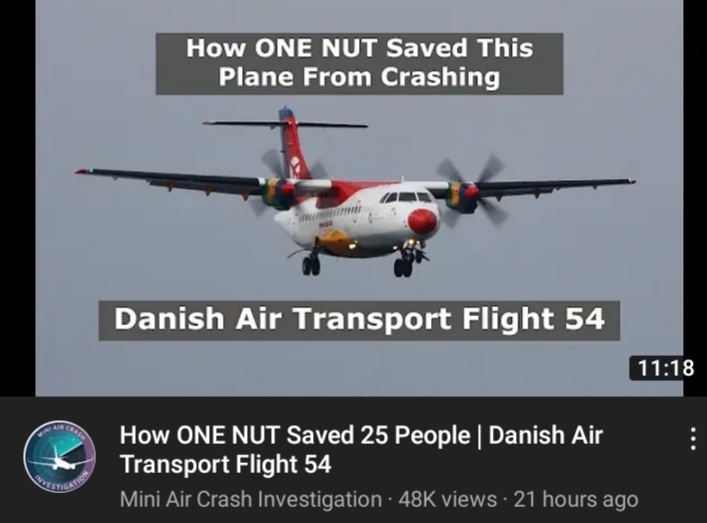 How ONE NUT Saved This
Plane From Crashing
Danish Air Transport Flight 54
11:18
MINI AIR CRASH
INVESTIGATION
How ONE NUT Saved 25 People | Danish Air
Transport Flight 54
Mini Air Crash Investigation · 48K views · 21 hours ago